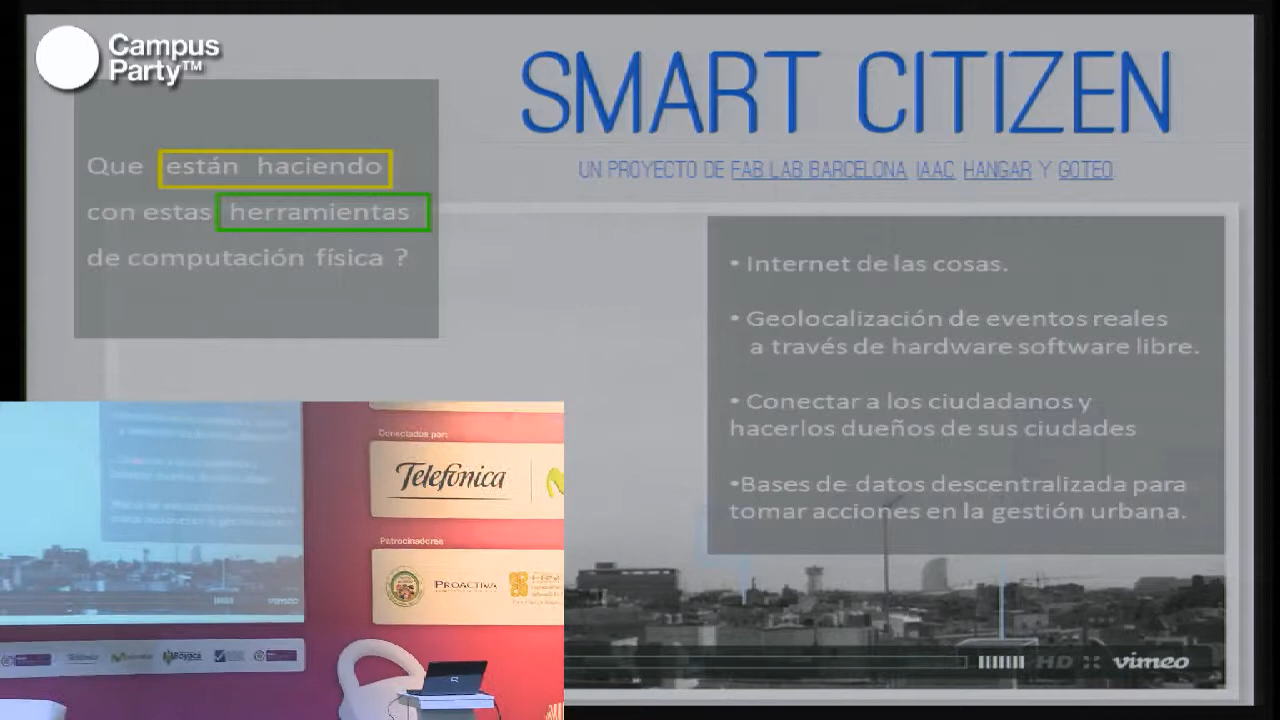 Campus
Party™
SMART CITIZEN
UN PROYECTO DE FAB LAB BARCELONA, IAAC, HANGAR Y GOTEO
Que están haciendo
con estas herramientas
de computación física ?
• Internet de las cosas.
• Geolocalización de eventos reales
a través de hardware software libre.
• Conectar a los ciudadanos y
hacerlos dueños de sus ciudades
•Bases de datos descentralizada para
tomar acciones en la gestión urbana.
HD vimeo
Conectados por:
Telefónica
Patrocinadores
PROACTIVA
vimeo